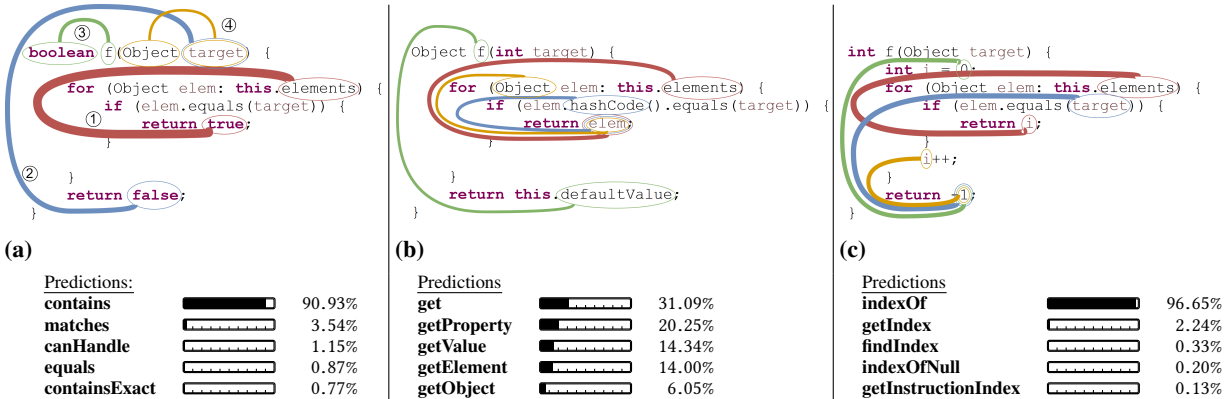 ③ ④
boolean f(Object target) {
for (Object elem: this.elements) {
if (elem.equals(target)) {
① return true;
}
②
}
return false;
}
(a)
Predictions:
contains 90.93%
matches 3.54%
canHandle 1.15%
equals 0.87%
containsExact 0.77%
Object f(int target) {
for (Object elem: this.elements) {
if (elem.hashCode().equals(target)) {
return elem;
}
}
return this.defaultValue;
}
(b)
Predictions
get 31.09%
getProperty 20.25%
getValue 14.34%
getElement 14.00%
getObject 6.05%
int f(Object target) {
int i = 0;
for (Object elem: this.elements) {
if (elem.equals(target)) {
return i;
}
i++;
}
return -1;
}
(c)
Predictions
indexOf 96.65%
getIndex 2.24%
findIndex 0.33%
indexOfNull 0.20%
getInstructionIndex 0.13%